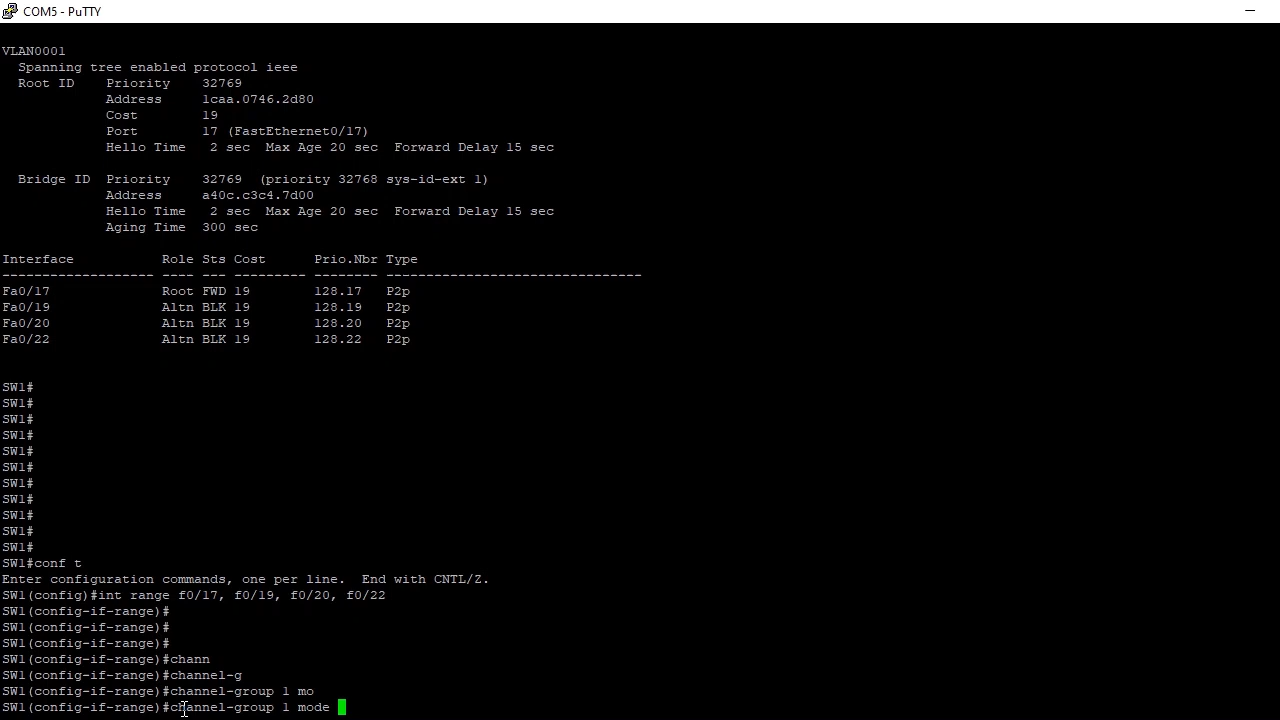 COM5 - PuTTY
VLAN0001
  Spanning tree enabled protocol ieee
  Root ID    Priority    32769
             Address     1caa.0746.2d80
             Cost        19
             Port        17 (FastEthernet0/17)
             Hello Time   2 sec  Max Age 20 sec  Forward Delay 15 sec
  Bridge ID  Priority    32769  (priority 32768 sys-id-ext 1)
             Address     a40c.c3c4.7d00
             Hello Time   2 sec  Max Age 20 sec  Forward Delay 15 sec
             Aging Time  300 sec
Interface           Role Sts Cost      Prio.Nbr Type
------------------- ---- --- --------- -------- --------------------------------
Fa0/17              Root FWD 19        128.17   P2p
Fa0/19              Altn BLK 19        128.19   P2p
Fa0/20              Altn BLK 19        128.20   P2p
Fa0/22              Altn BLK 19        128.22   P2p
SW1#
SW1#
SW1#
SW1#
SW1#
SW1#
SW1#
SW1#
SW1#
SW1#
SW1#
SW1#conf t
Enter configuration commands, one per line.  End with CNTL/Z.
SW1(config)#int range f0/17, f0/19, f0/20, f0/22
SW1(config-if-range)#
SW1(config-if-range)#
SW1(config-if-range)#
SW1(config-if-range)#chann
SW1(config-if-range)#channel-g
SW1(config-if-range)#channel-group 1 mo
SW1(config-if-range)#channel-group 1 mode